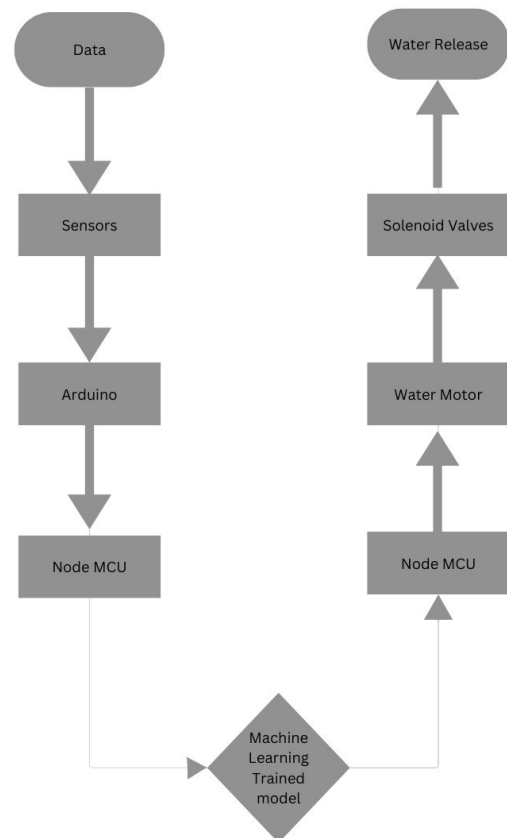 Data
Sensors
Arduino
Node MCU
Machine
Learning
Trained
model
Node MCU
Water Motor
Solenoid Valves
Water Release